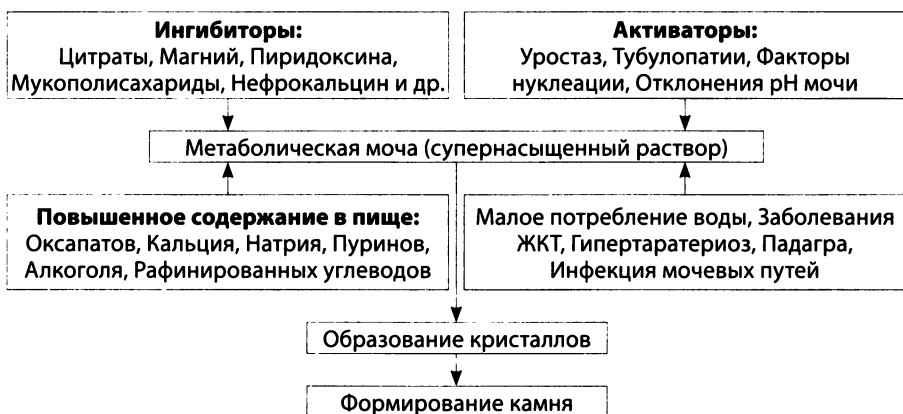 Ингибиторы:
Цитраты, Магний, Пиридоксина,
Мукополисахариды, Нефрокальцин и др.
Активаторы:
Уростаз, Тубулопатии, Факторы
нуклеации, Отклонения рН мочи
Метаболическая моча (супернасыщенный раствор)
Повышенное содержание в пище:
Оксапатов, Кальция, Натрия, Пуринов,
Алкоголя, Рафинированных углеводов
Малое потребление воды, Заболевания
ЖКТ, Гипертаратериоз, Падагра,
Инфекция мочевых путей
Образование кристаллов
Формирование камня